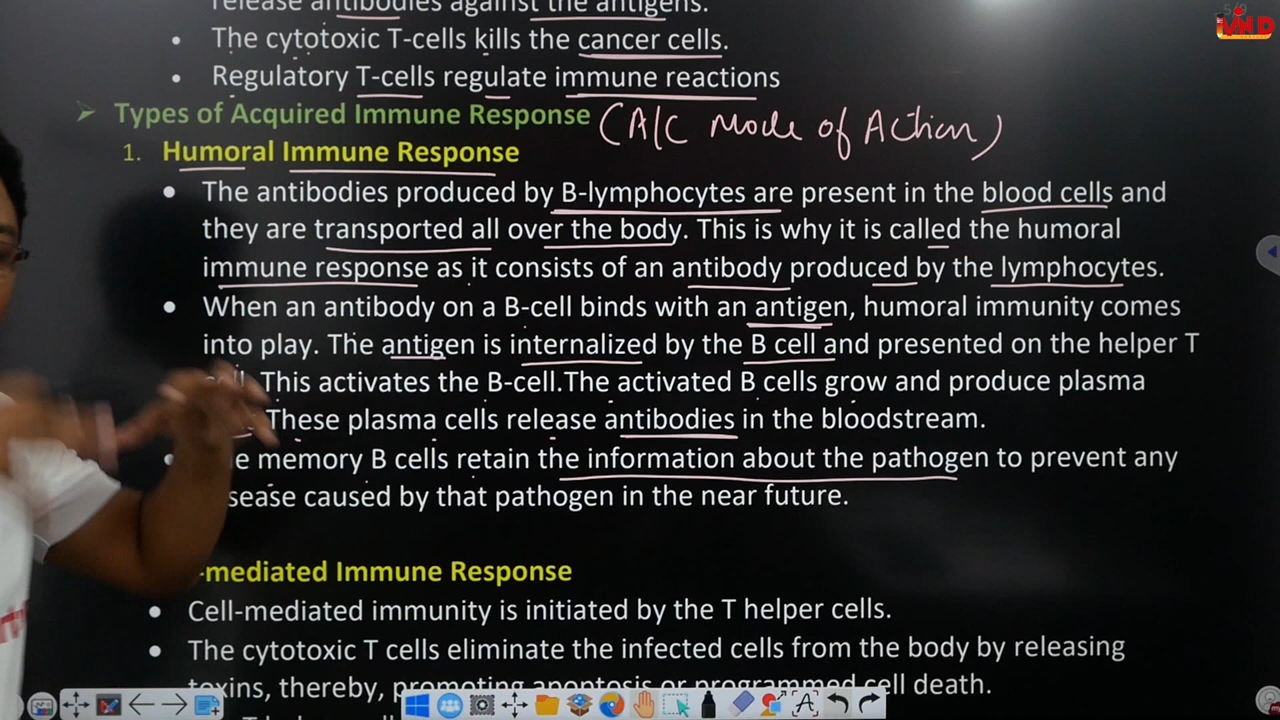 release antibodies against the antigens.
• The cytotoxic T-cells kills the cancer cells.
• Regulatory T-cells regulate immune reactions
Types of Acquired Immune Response (A/C Mode of Action)
1. Humoral Immune Response
• The antibodies produced by B-lymphocytes are present in the blood cells and
they are transported all over the body. This is why it is called the humoral
immune response as it consists of an antibody produced by the lymphocytes.
• When an antibody on a B-cell binds with an antigen, humoral immunity comes
into play. The antigen is internalized by the B cell and presented on the helper T
This activates the B-cell.The activated B cells grow and produce plasma
These plasma cells release antibodies in the bloodstream.
memory B cells retain the information about the pathogen to prevent any
sease caused by that pathogen in the near future.
-mediated Immune Response
• Cell-mediated immunity is initiated by the T helper cells.
• The cytotoxic T cells eliminate the infected cells from the body by releasing
toxins, thereby, promoting apoptosis or programmed cell death.